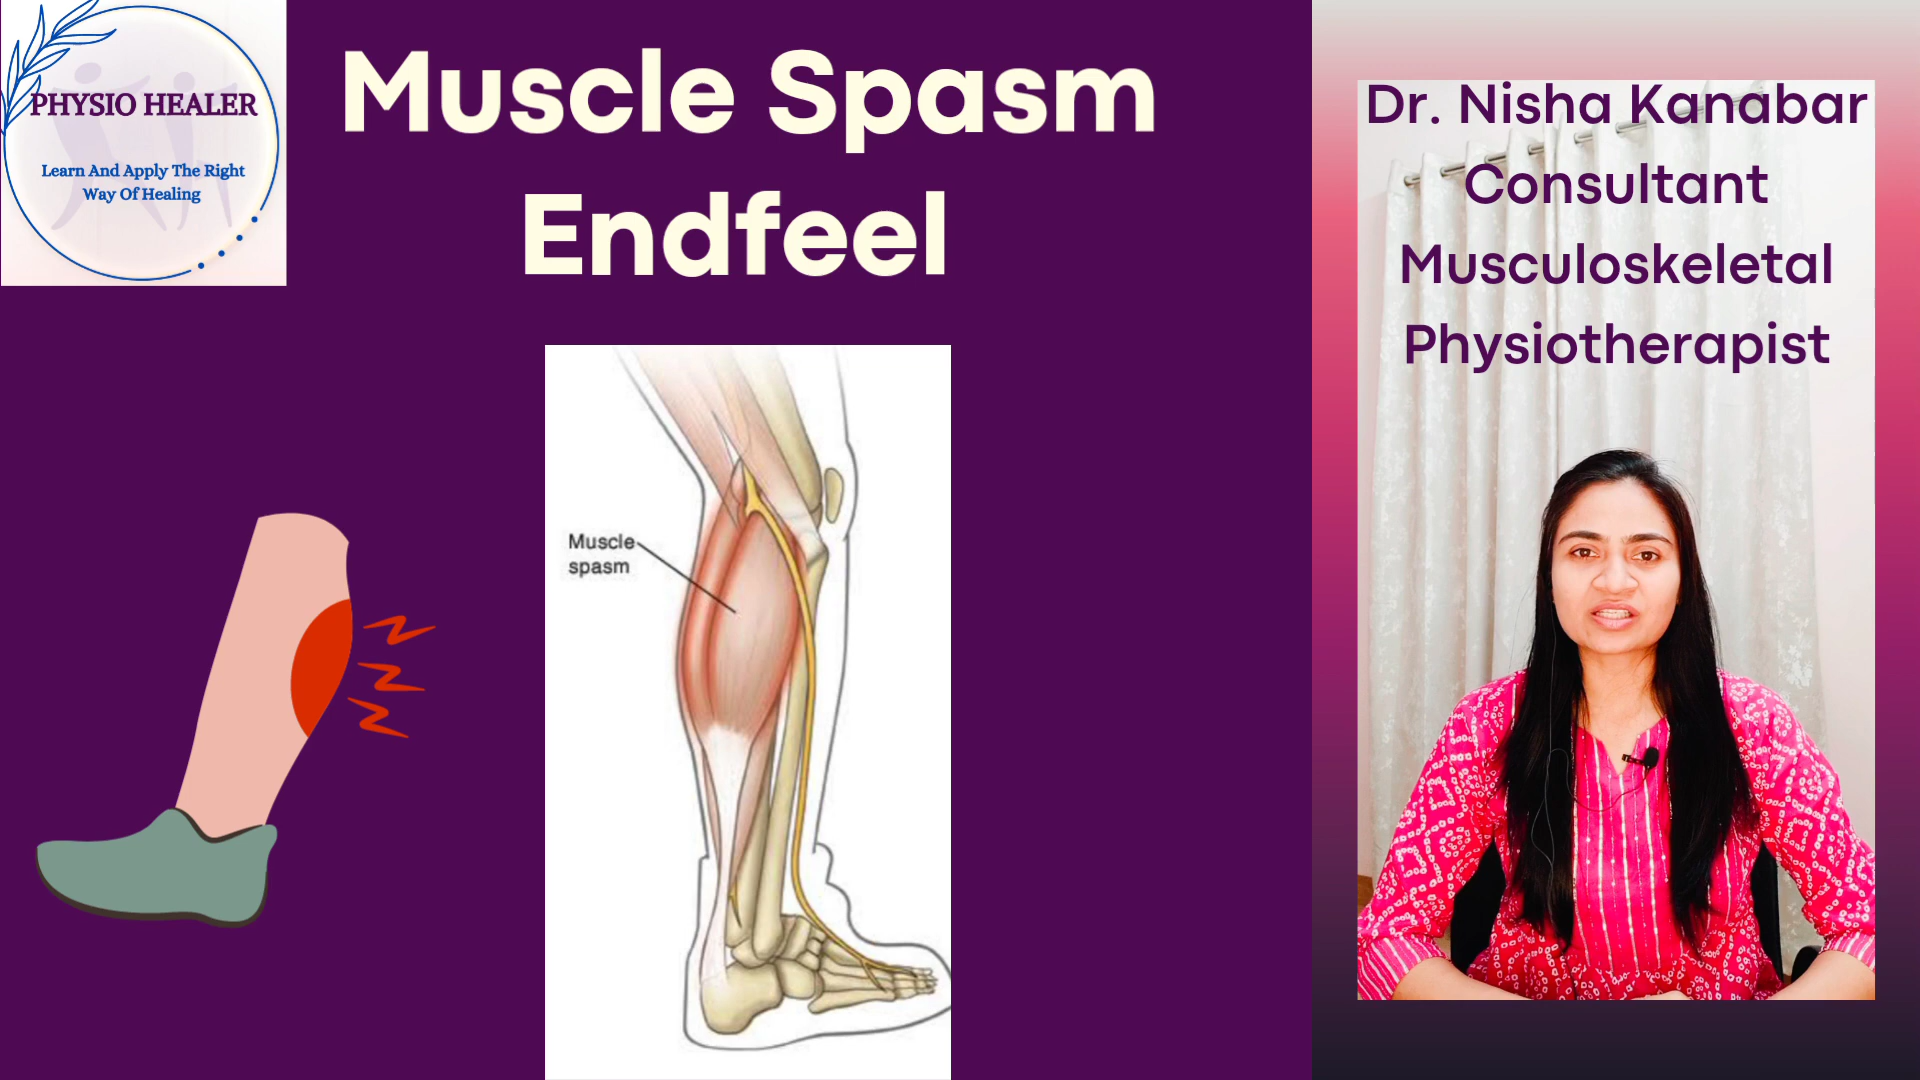 PHYSIO HEALER
Learn And Apply The Right
Way Of Healing
Muscle Spasm
Endfeel
Muscle
spasm
Dr. Nisha Kanabar
Consultant
Musculoskeletal
Physiotherapist